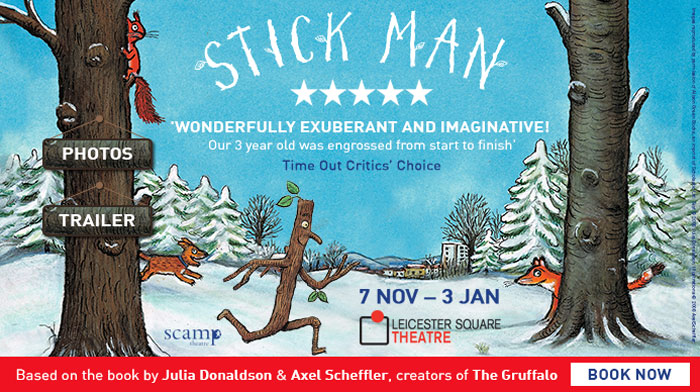 STICK MAN
'WONDERFULLY EXUBERANT AND IMAGINATIVE!
Our 3 year old was engrossed from start to finish'
Time Out Critics' Choice
PHOTOS
TRAILER
7 NOV – 3 JAN
LEICESTER SQUARE
THEATRE
scamp
theatre
Based on the book by Julia Donaldson & Axel Scheffler, creators of The Gruffalo
BOOK NOW